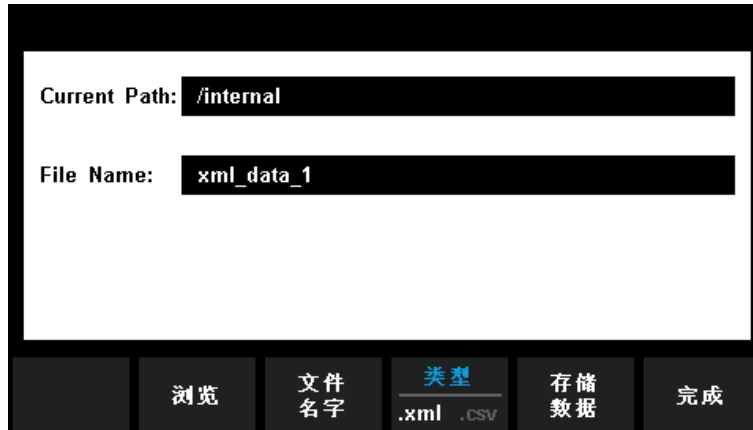 Current Path: /internal
File Name: xml_data_1
浏览
文件
名字
类型
.xml .csv
存储
数据
完成